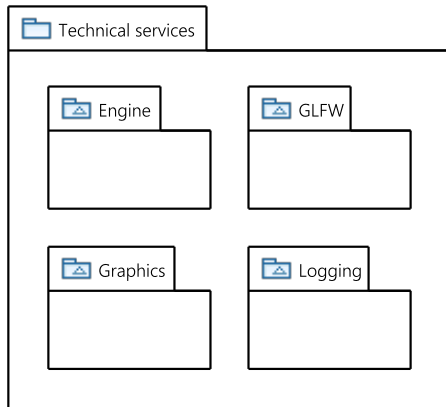 Technical services
Engine
GLFW
Graphics
Logging